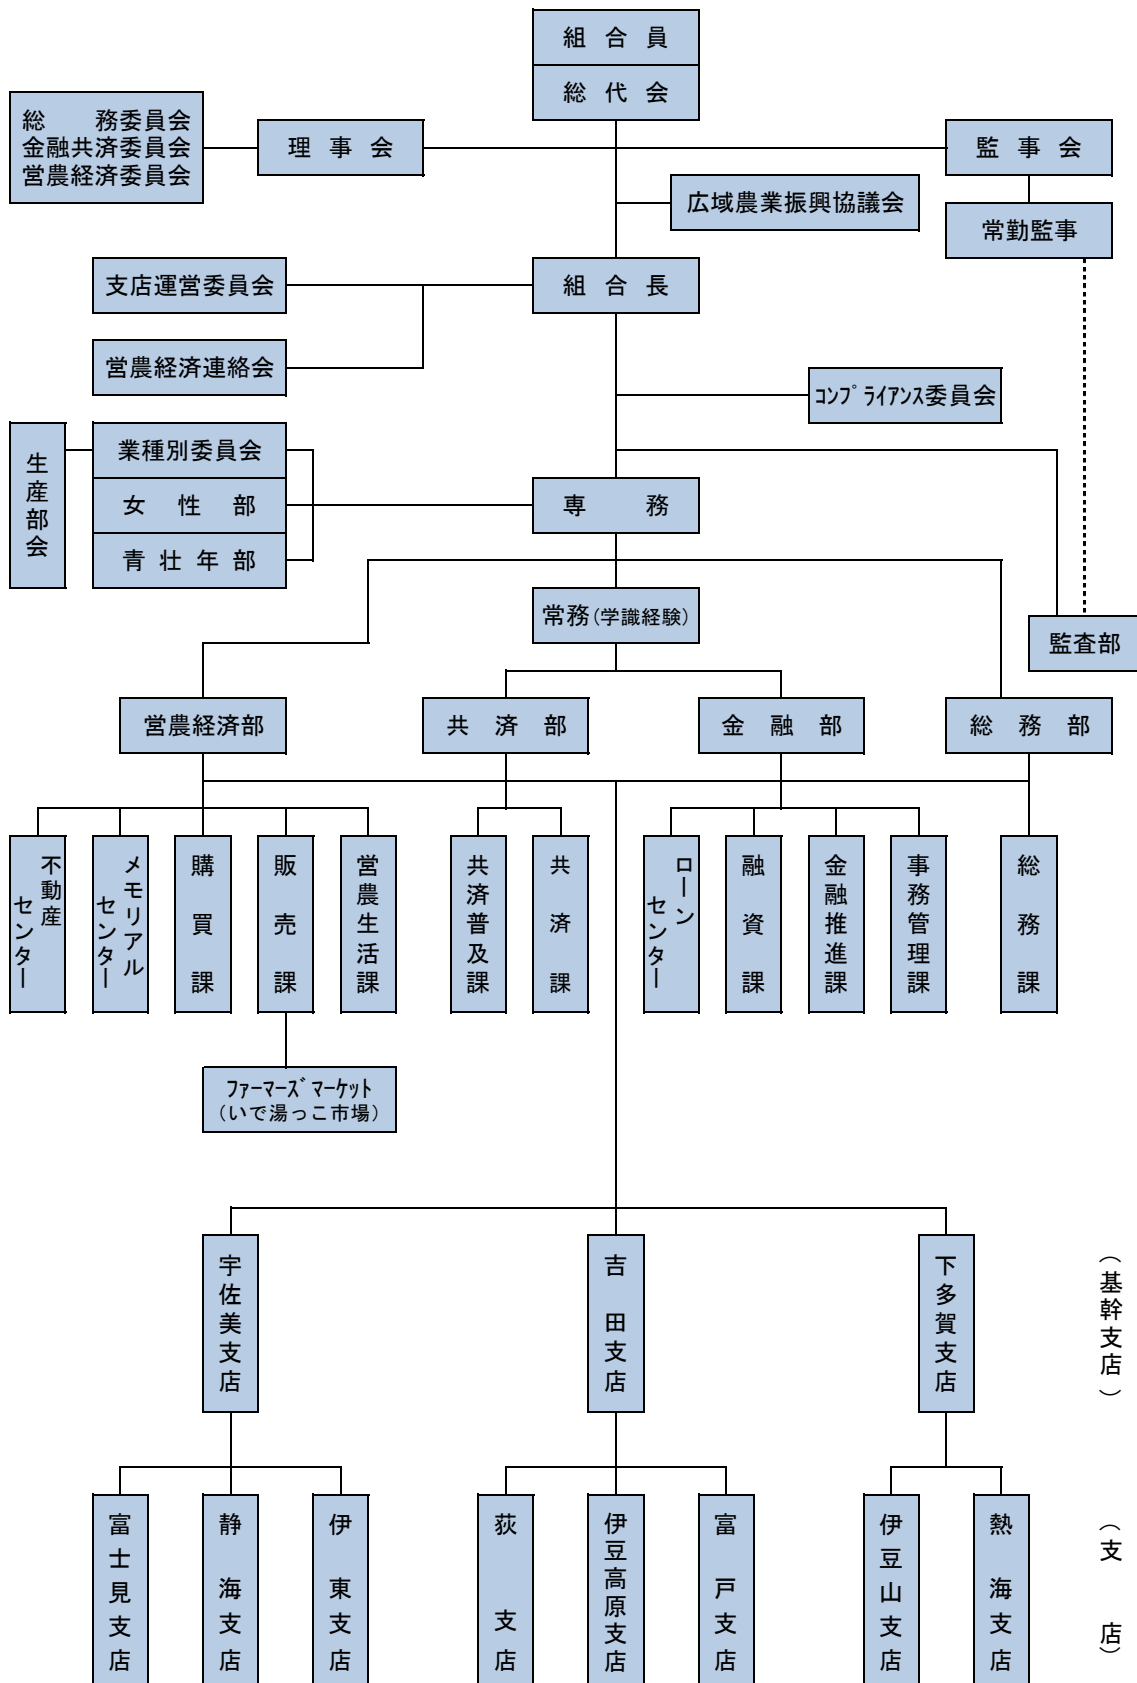 組合員
総代会
総　務委員会
金融共済委員会
営農経済委員会
理事会
監事会
広域農業振興協議会
常勤監事
支店運営委員会
組合長
営農経済連絡会
コンプライアンス委員会
生産部会
業種別委員会
女性部
青壮年部
専務
常務(学識経験)
監査部
営農経済部
共済部
金融部
総務部
不動産
センター
メモリアル
センター
購買課
販売課
営農生活課
共済普及課
共済課
ローン
センター
融資課
金融推進課
事務管理課
総務課
ファーマーズマーケット
(いで湯っこ市場)
宇佐美支店
吉田支店
下多賀支店
(基幹支店)
富士見支店
静海支店
伊東支店
荻支店
伊豆高原支店
富戸支店
伊豆山支店
熱海支店
(支店)